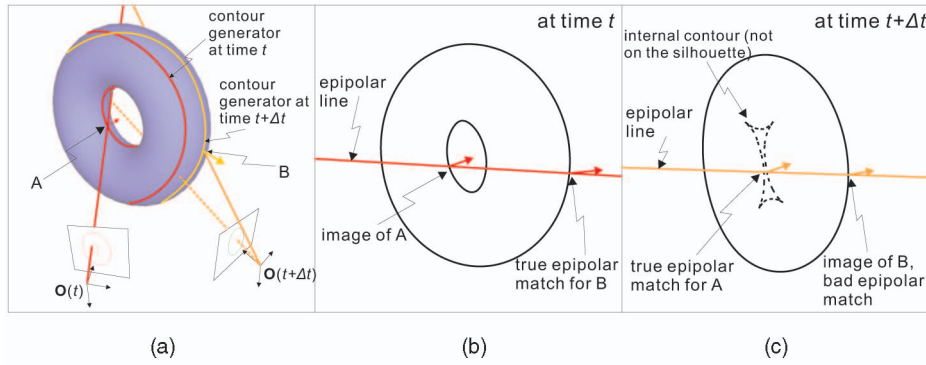 contour
generator
at time t
contour
generator at
time t+Δt
A
B
O(t)
O(t+Δt)
(a)
at time t
epipolar
line
image of A
true epipolar
match for B
(b)
at time t+Δt
internal contour (not
on the silhouette)
epipolar
line
true epipolar
match for A
image of B,
bad epipolar
match
(c)